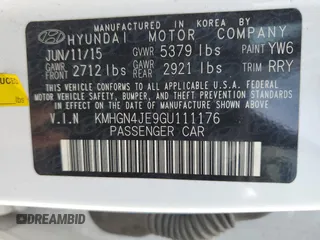 MANUFACTURED IN KOREA BY
HYUNDAI MOTOR COMPANY
JUN/11/15 GVWR 5379 lbs PAINT YW6
GAWR FRT 2712 lbs GAWR RR 2921 lbs TRIM RRY
THIS VEHICLE CONFORMS TO ALL APPLICABLE U.S. FEDERAL MOTOR
VEHICLE SAFETY, BUMPER, AND THEFT PREVENTION STANDARDS
IN EFFECT ON THE DATE OF MANUFACTURE SHOWN ABOVE.
V.I.N KMHGN4JE9GU111176
PASSENGER CAR
DREAMBID